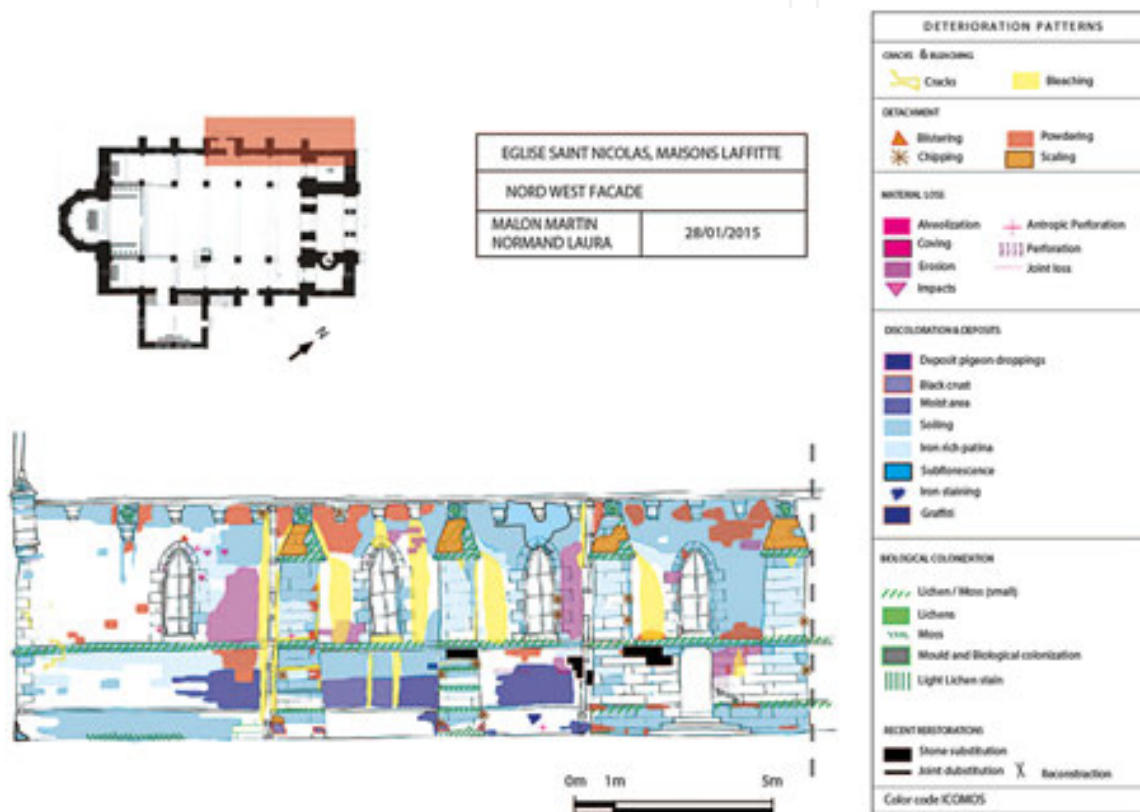 EGLISE SAINT NICOLAS, MAISONS LAFFITTE
NORD WEST FACADE
MALON MARTIN
NORMAND LAURA
28/01/2015
N
0m 1m 5m
DETERIORATION PATTERNS
CRACKS & BLEACHING
Cracks Bleaching
DETACHMENT
Blistering Powdering
Chipping Scaling
MATERIAL LOSS
Antropic Perforation
Coving Perforation
Erosion Joint loss
Impacts
DISCOLORATION & DEPOSITS
Deposit pigeon droppings
Black crust
Moist area
Soiling
Iron rich patina
Subflorescence
Iron staining
Graffiti
BIOLOGICAL COLONIZATION
Lichen / Moss (small)
Lichens
Moss
Mould and Biological colonization
Light Lichen stain
RECENT
Stone substitution
Joint dubstitution Reconstruction
Color code ICOMOS